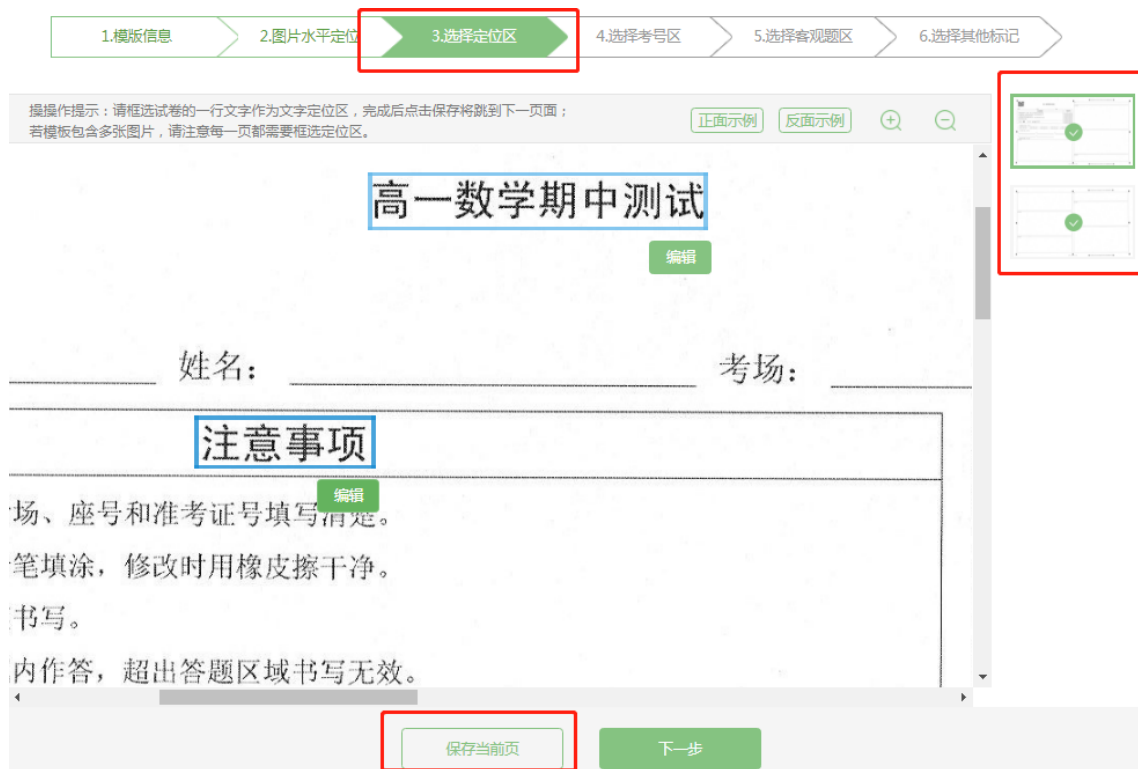 1.模版信息
2.图片水平定位
3.选择定位区
4.选择考号区
5.选择客观题区
6.选择其他标记
操操作提示：请框选试卷的一行文字作为文字定位区，完成后点击保存将跳到下一页面；
若模板包含多张图片，请注意每一页都需要框选定位区。
正面示例
反面示例
高一数学期中测试
编辑
姓名：
考场：
注意事项
编辑
场、座号和准考证号填写清楚。
笔填涂，修改时用橡皮擦干净。
书写。
内作答，超出答题区域书写无效。
保存当前页
下一步